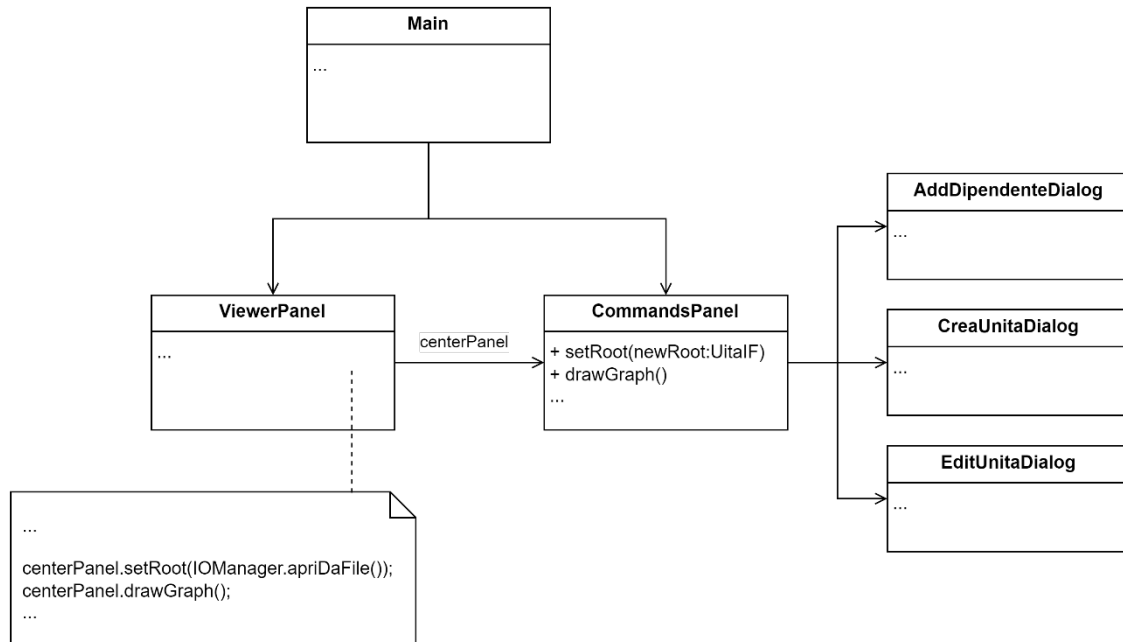 Main
...
AddDipendenteDialog
...
ViewerPanel
...
centerPanel
CommandsPanel
+ setRoot(newRoot:UitaIF)
+ drawGraph()
...
CreaUnitaDialog
...
EditUnitaDialog
...
...
centerPanel.setRoot(IOManager.apriDaFile());
centerPanel.drawGraph();
...